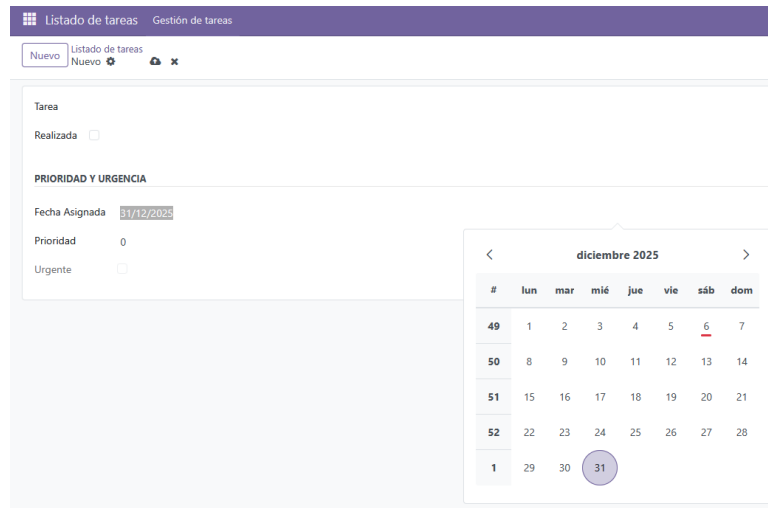 Listado de tareas Gestión de tareas
Nuevo Listado de tareas
Nuevo
Tarea
Realizada
PRIORIDAD Y URGENCIA
Fecha Asignada 31/12/2025
Prioridad 0
Urgente
diciembre 2025
# lun mar mié jue vie sáb dom
49 1 2 3 4 5 6 7
50 8 9 10 11 12 13 14
51 15 16 17 18 19 20 21
52 22 23 24 25 26 27 28
1 29 30 31